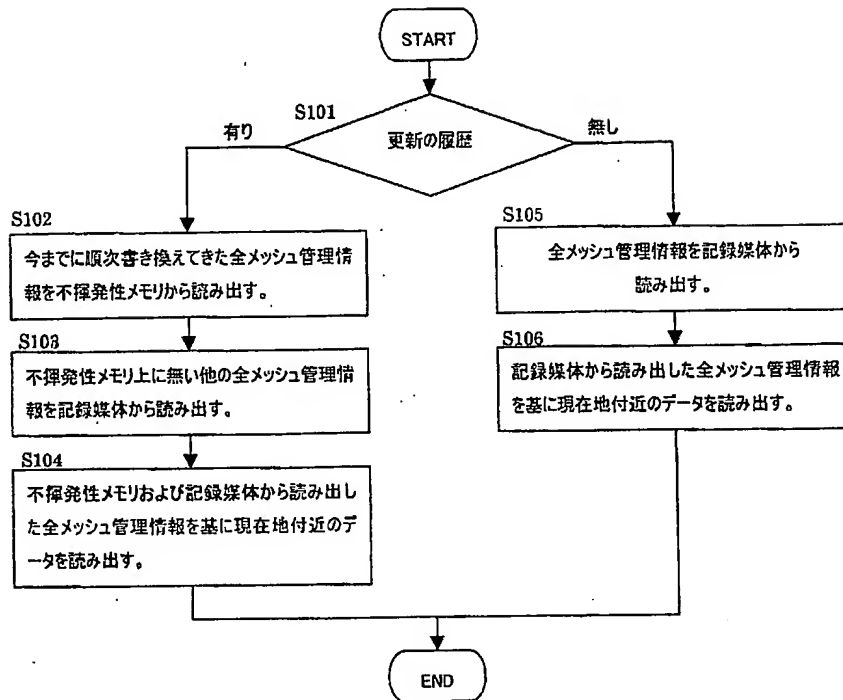 START
S101
更新の履歴
有り
無し
S102
今までに順次書き換えてきた全メッシュ管理情
報を不揮発性メモリから読み出す。
S103
不揮発性メモリ上に無い他の全メッシュ管理情
報を記録媒体から読み出す。
S104
不揮発性メモリおよび記録媒体から読み出し
た全メッシュ管理情報を基に現在地付近のデ
ータを読み出す。
S105
全メッシュ管理情報を記録媒体から
読み出す。
S106
記録媒体から読み出した全メッシュ管理情報
を基に現在地付近のデータを読み出す。
END